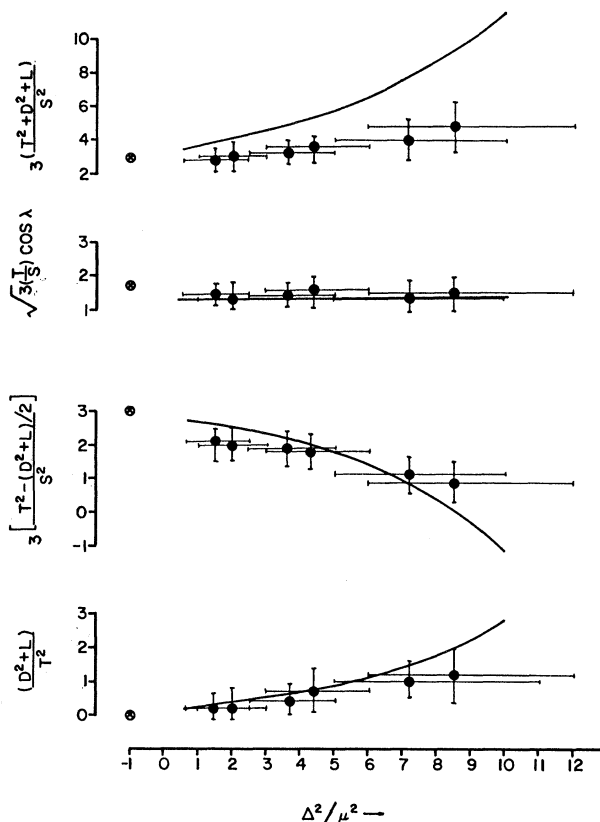 10
8
6
4
2
3 (T²+D²+L)
S²
3
2
1
√3 (T/S) COS λ
3
2
1
0
-1
3 [T²-(D²+L)/2]
S²
3
2
1
0
(D²+L)
T²
-1 0 1 2 3 4 5 6 7 8 9 10 11 12
Δ²/μ² →